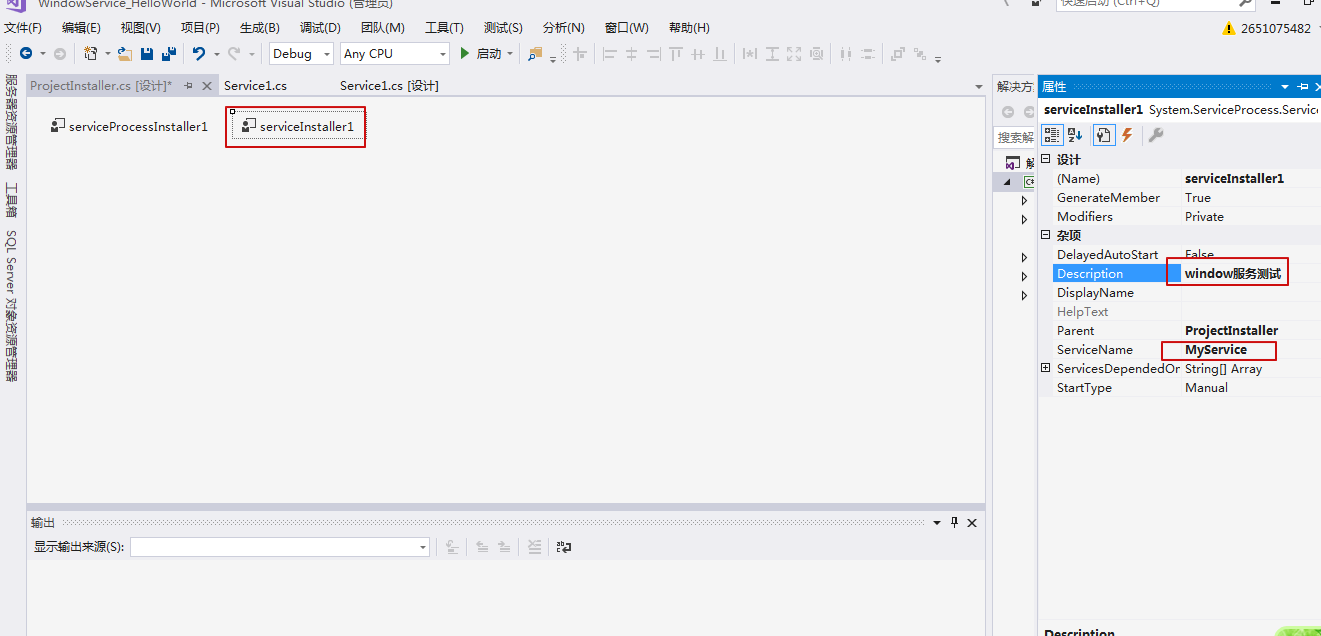 WindowService_HelloWorld - Microsoft Visual Studio (管理员)
快速启动 (Ctrl+Q)
文件(F) 编辑(E) 视图(V) 项目(P) 生成(B) 调试(D) 团队(M) 工具(T) 测试(S) 分析(N) 窗口(W) 帮助(H)
2651075482
Debug Any CPU 启动
服务器资源管理器
工具箱
SQL Server 对象资源管理器
ProjectInstaller.cs [设计]* Service1.cs Service1.cs [设计]
serviceProcessInstaller1 serviceInstaller1
输出
显示输出来源(S):
解决方
搜索解
解
C#
属性
serviceInstaller1 System.ServiceProcess.Service
设计
(Name) serviceInstaller1
GenerateMember True
Modifiers Private
杂项
DelayedAutoStart False
Description window服务测试
DisplayName
HelpText
Parent ProjectInstaller
ServiceName MyService
ServicesDependedOn String[] Array
StartType Manual
Description